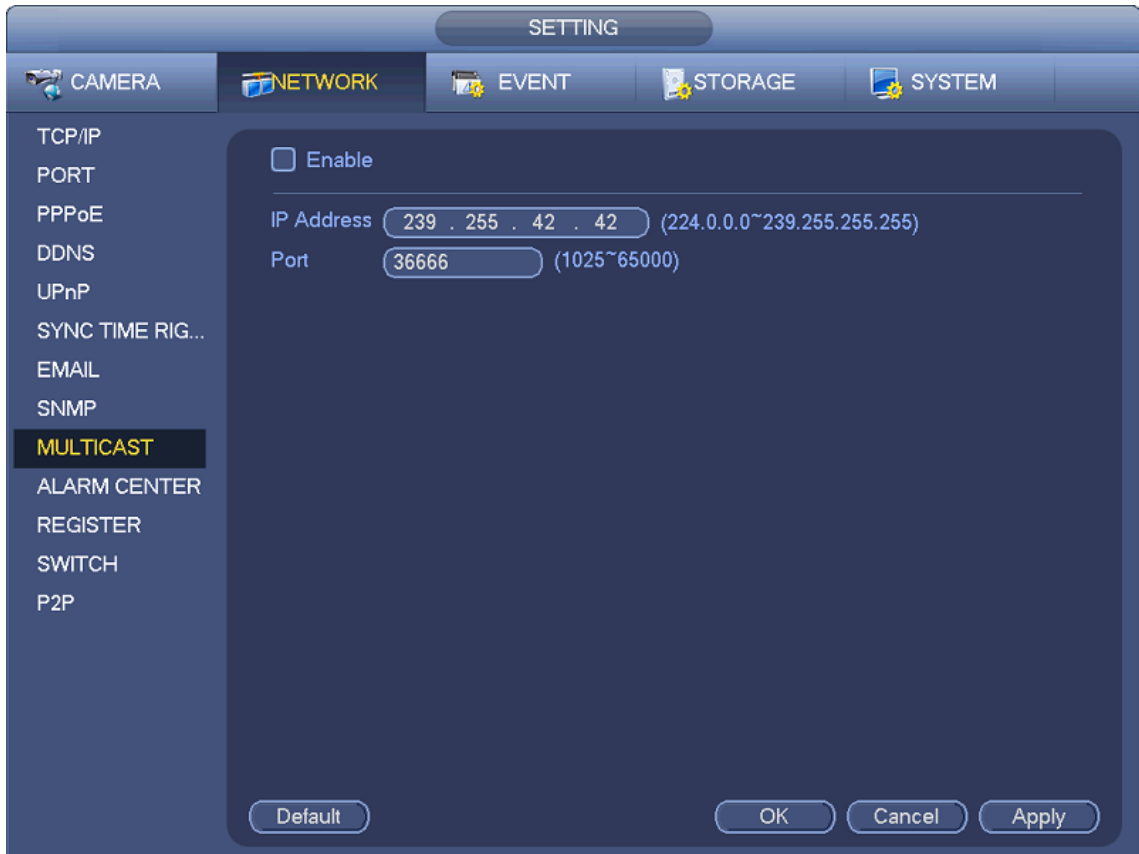 SETTING
CAMERA NETWORK EVENT STORAGE SYSTEM
TCP/IP
PORT
PPPoE
DDNS
UPnP
SYNC TIME RIG...
EMAIL
SNMP
MULTICAST
ALARM CENTER
REGISTER
SWITCH
P2P
Enable
IP Address 239 . 255 . 42 . 42 (224.0.0.0~239.255.255.255)
Port 36666 (1025~65000)
Default OK Cancel Apply